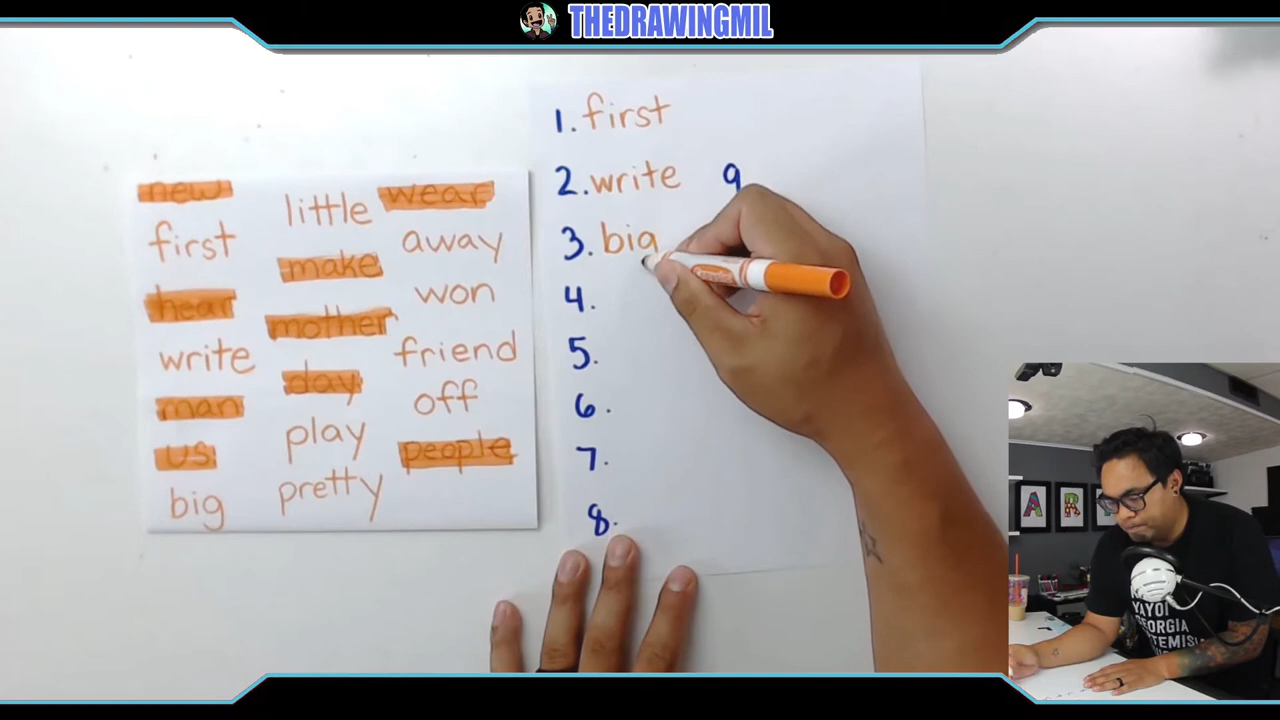 THEDRAWINGMIL
new
first
hear
write
man
us
big
little
make
mother
day
play
pretty
wear
away
won
friend
off
people
1. first
2. write
3. big
4.
5.
6.
7.
8.
9
A R
YAYOI
GEORGIA